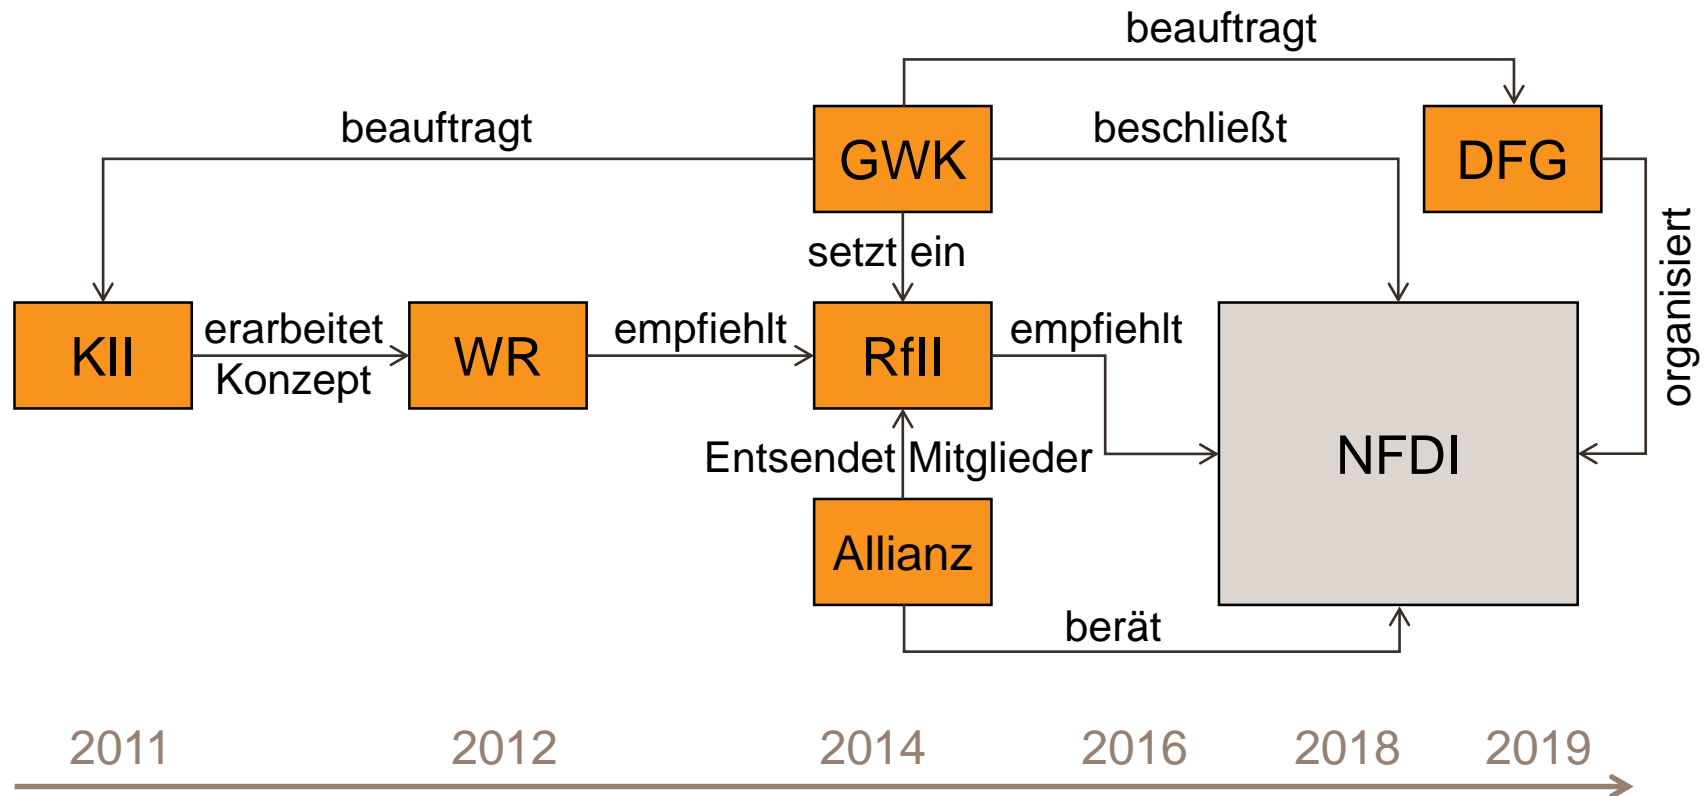 beauftragt
beauftragt
GWK
beschließt
DFG
setzt ein
organisiert
KII
erarbeitet
Konzept
WR
empfiehlt
RfII
empfiehlt
NFDI
Entsendet Mitglieder
Allianz
berät
2011 2012 2014 2016 2018 2019